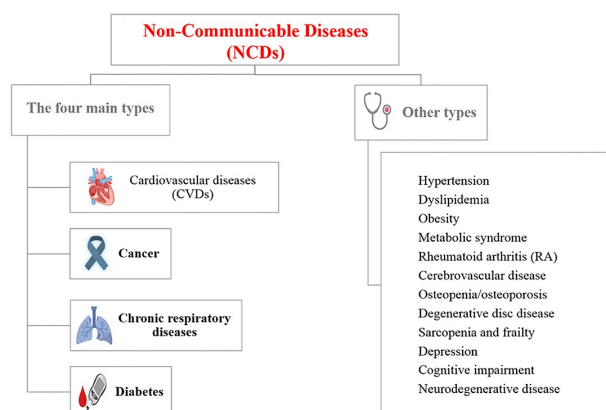 Non-Communicable Diseases
(NCDs)
The four main types
Cardiovascular diseases
(CVDs)
Cancer
Chronic respiratory
diseases
Diabetes
Other types
Hypertension
Dyslipidemia
Obesity
Metabolic syndrome
Rheumatoid arthritis (RA)
Cerebrovascular disease
Osteopenia/osteoporosis
Degenerative disc disease
Sarcopenia and frailty
Depression
Cognitive impairment
Neurodegenerative disease